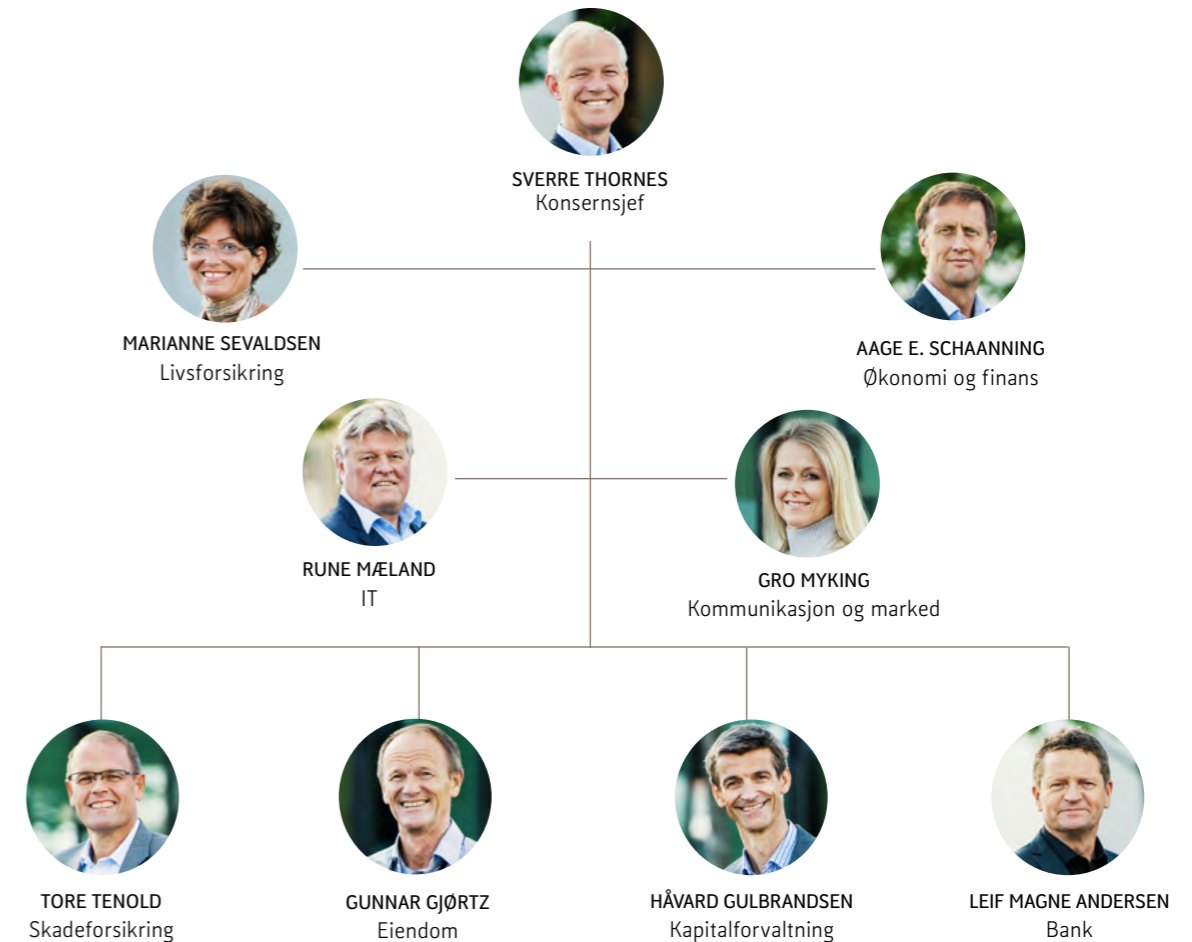 SVERRE THORNES
Konsernsjef
MARIANNE SEVALDSEN
Livsforsikring
AAGE E. SCHAANNING
Økonomi og finans
RUNE MÆLAND
IT
GRO MYKING
Kommunikasjon og marked
TORE TENOLD
Skadeforsikring
GUNNAR GJØRTZ
Eiendom
HÅVARD GULBRANDSEN
Kapitalforvaltning
LEIF MAGNE ANDERSEN
Bank